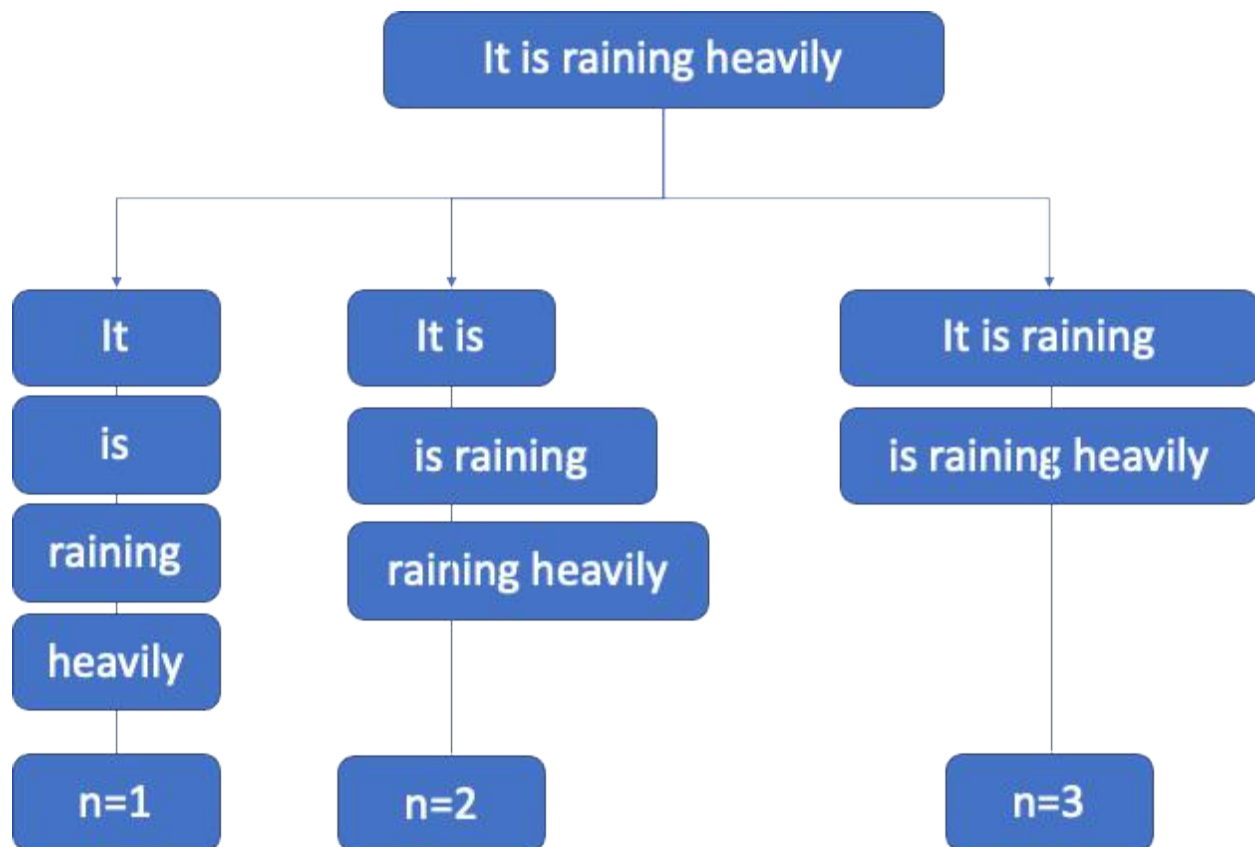 It is raining heavily
It
is
raining
heavily
n=1
It is
is raining
raining heavily
n=2
It is raining
is raining heavily
n=3